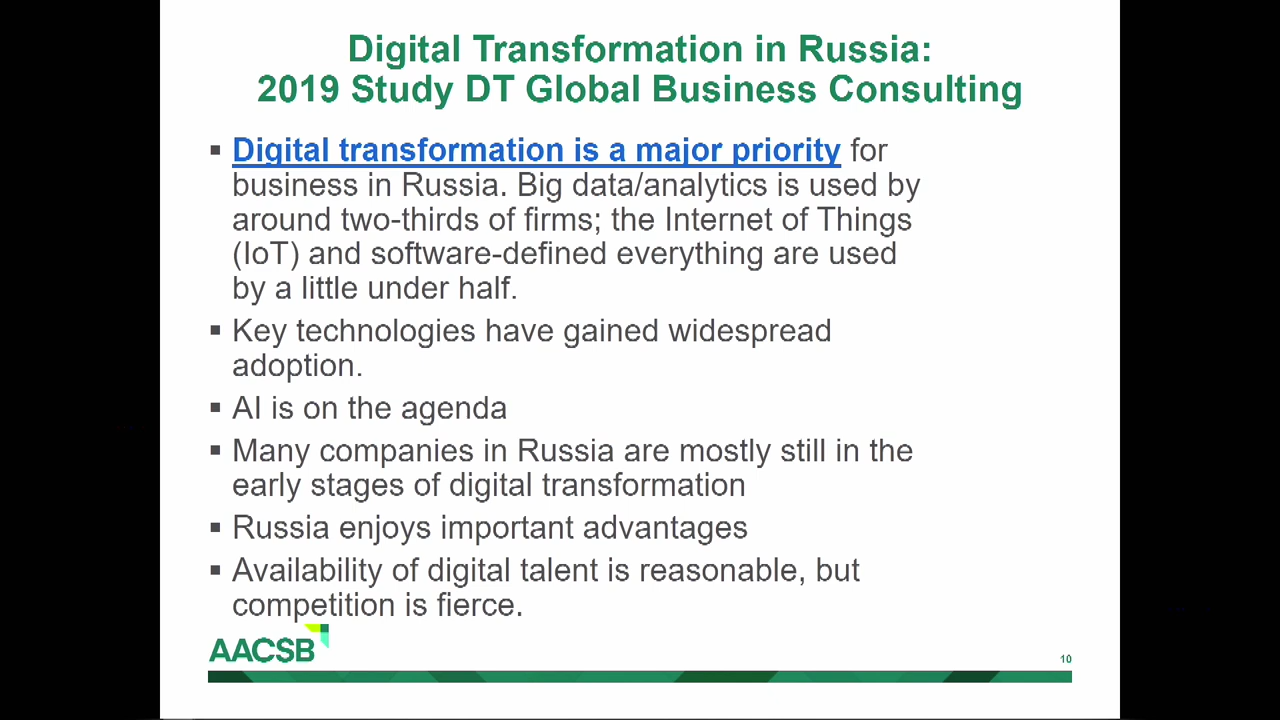 Digital Transformation in Russia:
2019 Study DT Global Business Consulting
▪ Digital transformation is a major priority for
business in Russia. Big data/analytics is used by
around two-thirds of firms; the Internet of Things
(IoT) and software-defined everything are used
by a little under half.
▪ Key technologies have gained widespread
adoption.
▪ AI is on the agenda
▪ Many companies in Russia are mostly still in the
early stages of digital transformation
▪ Russia enjoys important advantages
▪ Availability of digital talent is reasonable, but
competition is fierce.
AACSB
10